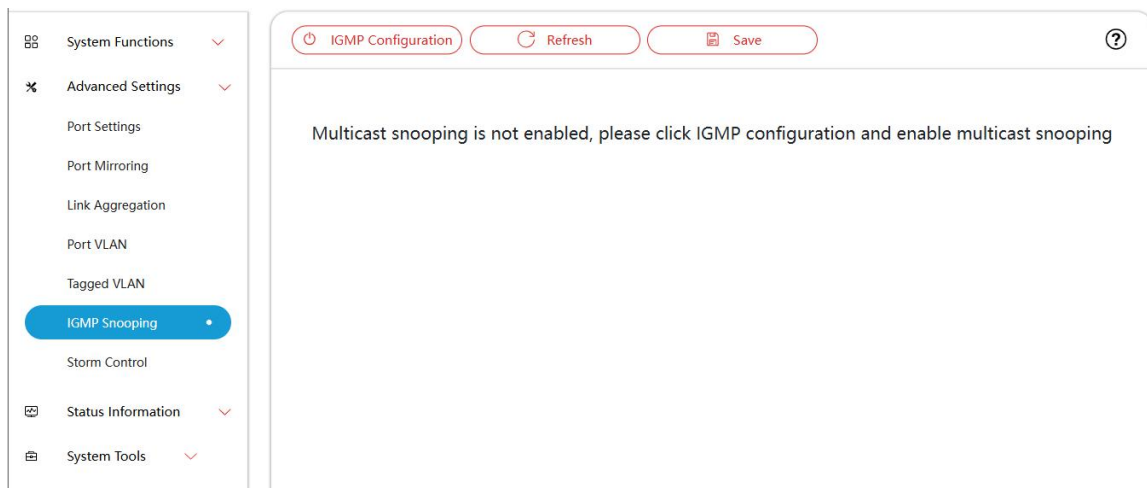 System Functions
Advanced Settings
Port Settings
Port Mirroring
Link Aggregation
Port VLAN
Tagged VLAN
IGMP Snooping
Storm Control
Status Information
System Tools
IGMP Configuration
Refresh
Save
?
Multicast snooping is not enabled, please click IGMP configuration and enable multicast snooping